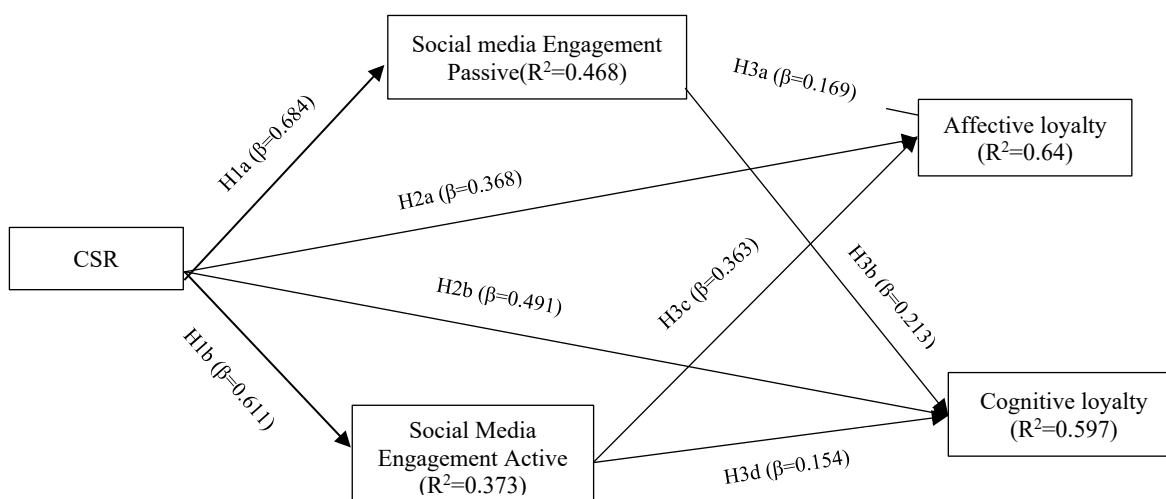 Social media Engagement
Passive(R²=0.468)
H3a (β=0.169)
Affective loyalty
(R²=0.64)
H1a (β=0.684)
H2a (β=0.368)
CSR
H2b (β=0.491)
H3c (β=0.363)
H3b (β=0.213)
H1b (β=0.611)
Cognitive loyalty
(R²=0.597)
Social Media
Engagement Active
(R²=0.373)
H3d (β=0.154)